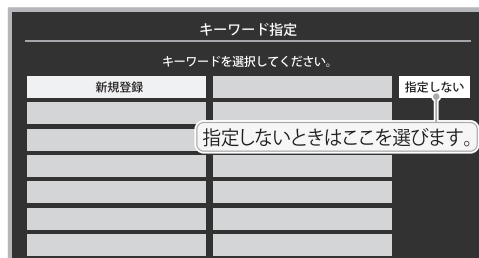 キーワード指定
キーワードを選択してください。
新規登録
指定しない
指定しないときはここを選びます。